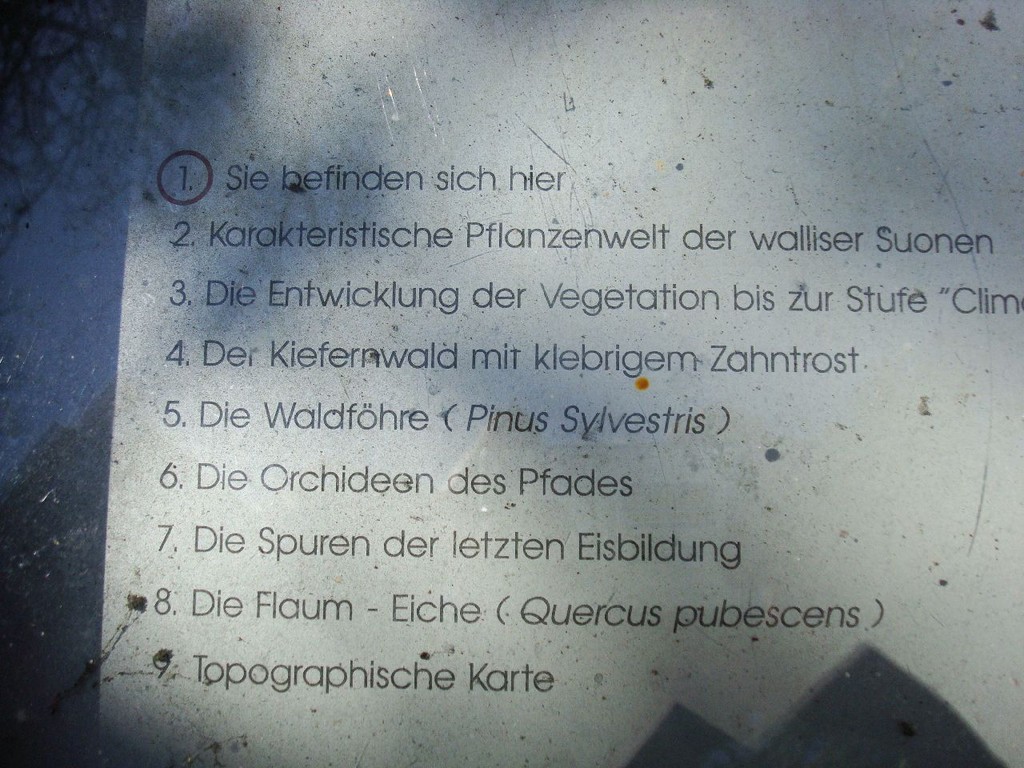 1. Sie befinden sich hier
2. Karakteristische Pflanzenwelt der walliser Suonen
3. Die Entwicklung der Vegetation bis zur Stufe "Clim
4. Der Kiefernwald mit klebrigem Zahntrost
5. Die Waldföhre ( Pinus Sylvestris )
6. Die Orchideen des Pfades
7. Die Spuren der letzten Eisbildung
8. Die Flaum - Eiche ( Quercus pubescens )
9. Topographische Karte